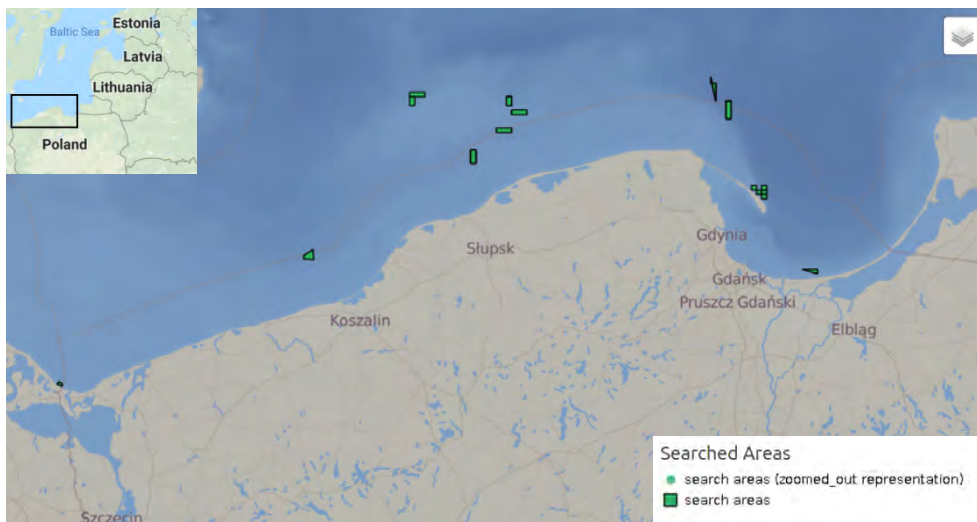 Baltic Sea
Estonia
Latvia
Lithuania
Poland
Słupsk
Gdynia
Gdańsk
Pruszcz Gdański
Koszalin
Elbląg
Szczecin
Searched Areas
search areas (zoomed_out representation)
search areas